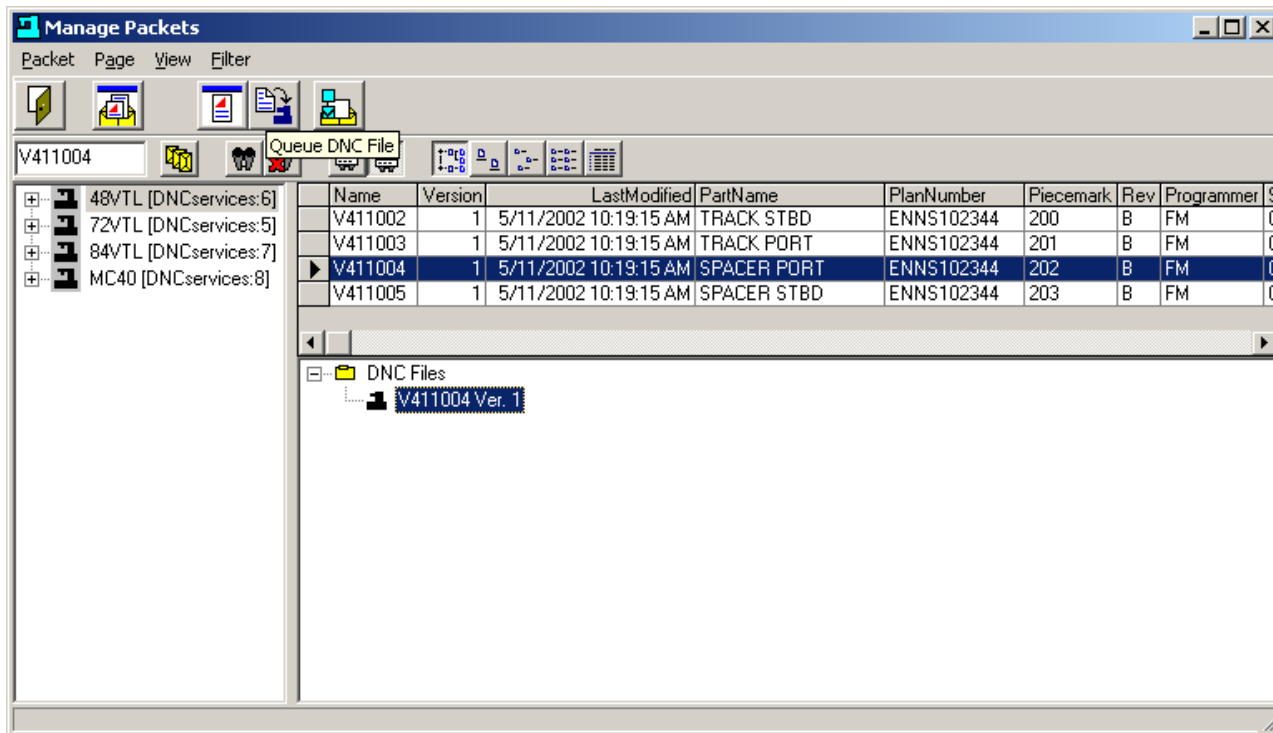 Manage Packets
Packet Page View Filter
Queue DNC File
V411004
48VTL [DNCservices:6]
72VTL [DNCservices:5]
84VTL [DNCservices:7]
MC40 [DNCservices:8]
Name Version LastModified PartName PlanNumber Piecemark Rev Programmer
V411002 1 5/11/2002 10:19:15 AM TRACK STBD ENNS102344 200 B FM
V411003 1 5/11/2002 10:19:15 AM TRACK PORT ENNS102344 201 B FM
V411004 1 5/11/2002 10:19:15 AM SPACER PORT ENNS102344 202 B FM
V411005 1 5/11/2002 10:19:15 AM SPACER STBD ENNS102344 203 B FM
DNC Files
V411004 Ver. 1